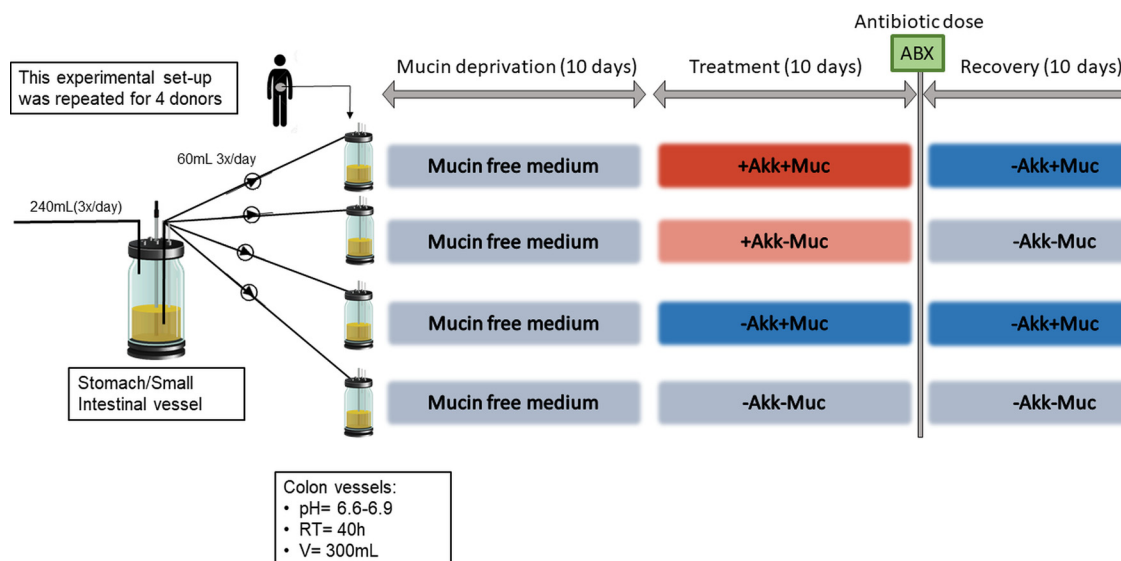 Antibiotic dose
ABX
This experimental set-up
was repeated for 4 donors
Mucin deprivation (10 days)
Treatment (10 days)
Recovery (10 days)
60mL 3x/day
240mL(3x/day)
Mucin free medium
+Akk+Muc
-Akk+Muc
Mucin free medium
+Akk-Muc
-Akk-Muc
Mucin free medium
-Akk+Muc
-Akk+Muc
Mucin free medium
-Akk-Muc
-Akk-Muc
Stomach/Small
Intestinal vessel
Colon vessels:
• pH= 6.6-6.9
• RT= 40h
• V= 300mL